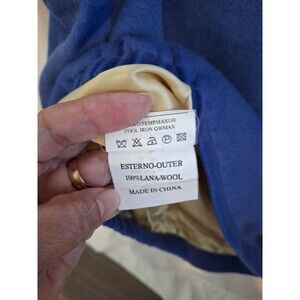 COOL IRON
ESTERNO-OUTER
100%LANA-WOOL
MADE IN CHINA